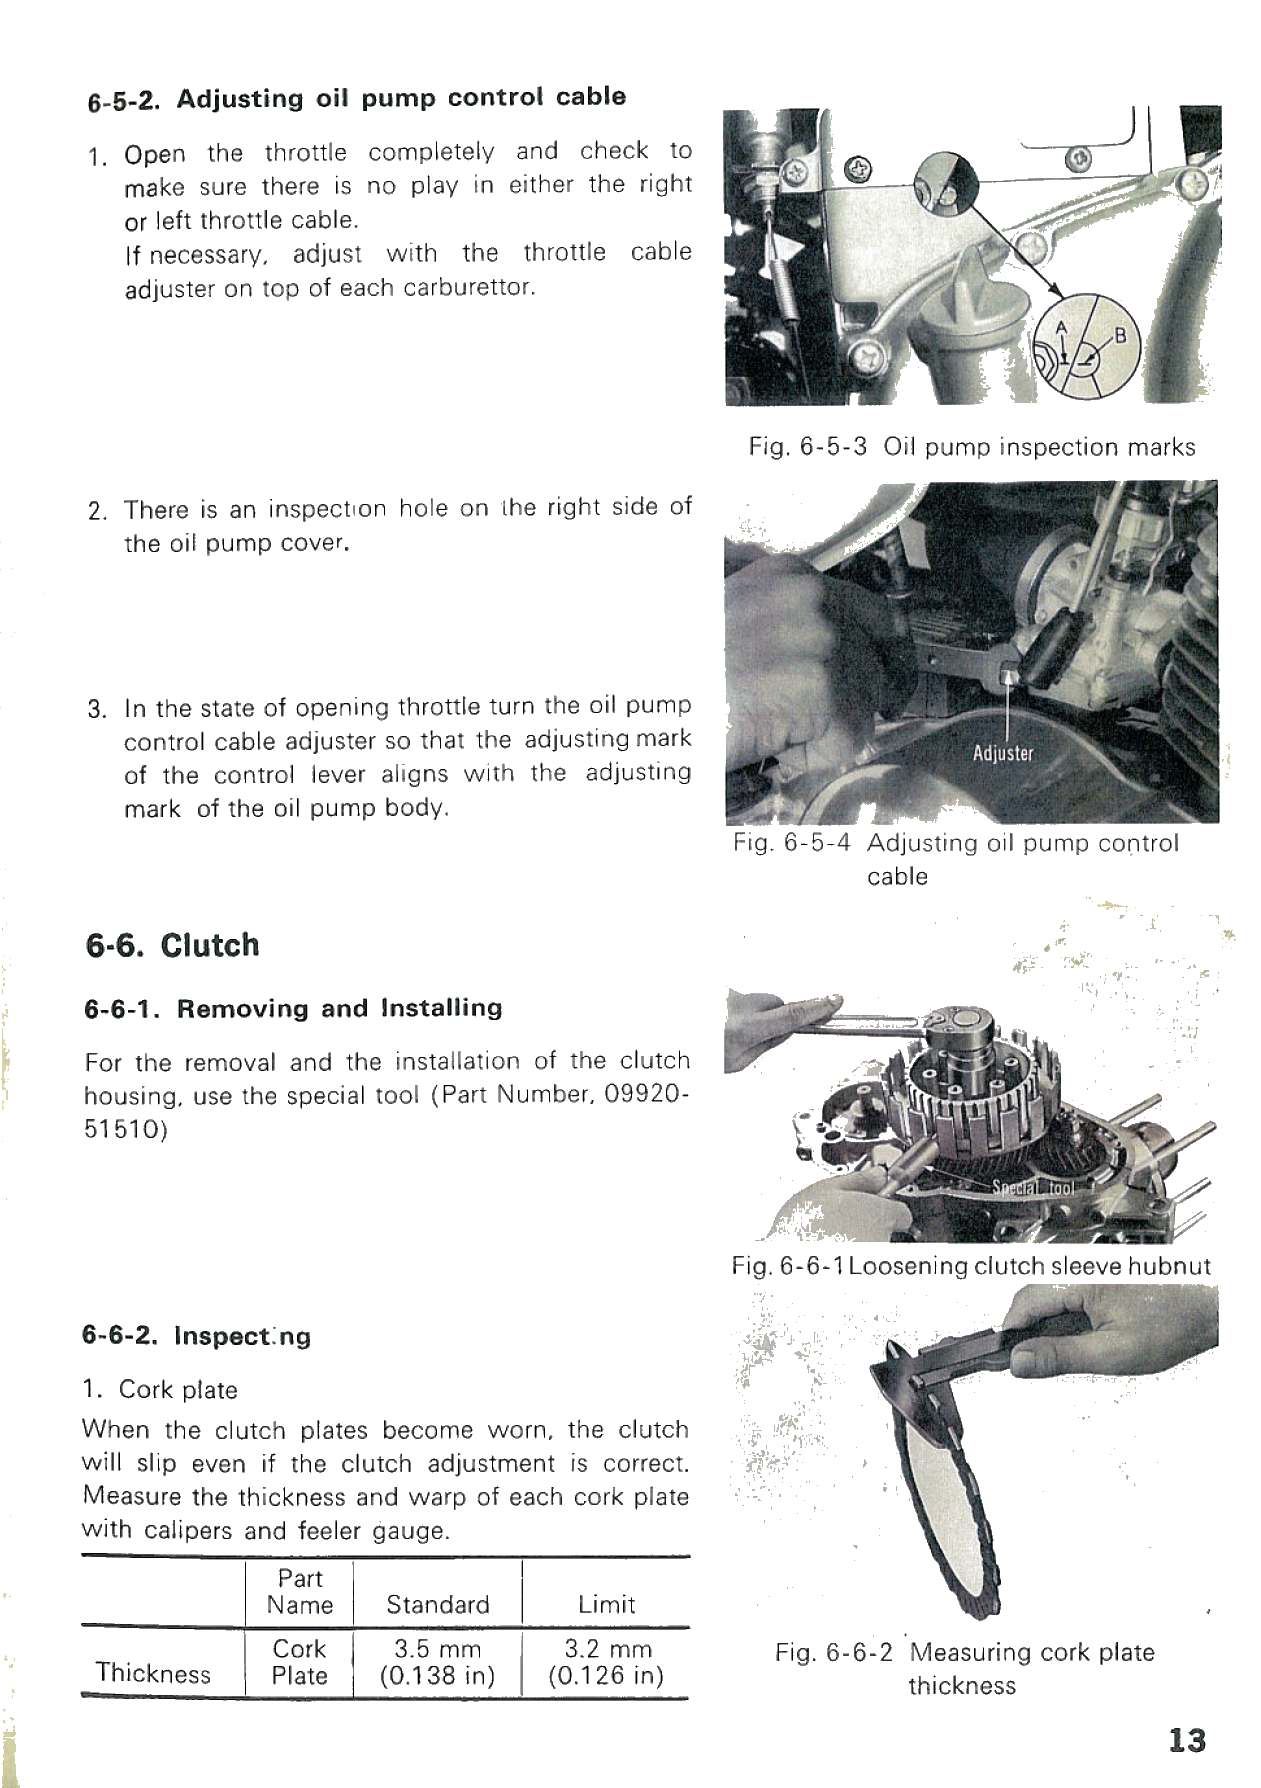 6-5-2. Adjusting oil pump control cable
1. Open the throttle completely and check to
make sure there is no play in either the right
or left throttle cable.
If necessary, adjust with the throttle cable
adjuster on top of each carburettor.
A
B
Fig. 6-5-3 Oil pump inspection marks
2. There is an inspection hole on the right side of
the oil pump cover.
3. In the state of opening throttle turn the oil pump
control cable adjuster so that the adjusting mark
of the control lever aligns with the adjusting
mark of the oil pump body.
Adjuster
Fig. 6-5-4 Adjusting oil pump control
cable
6-6. Clutch
6-6-1. Removing and Installing
For the removal and the installation of the clutch
housing, use the special tool (Part Number, 09920-
51510)
Special tool
Fig. 6-6-1 Loosening clutch sleeve hubnut
6-6-2. Inspecting
1. Cork plate
When the clutch plates become worn, the clutch
will slip even if the clutch adjustment is correct.
Measure the thickness and warp of each cork plate
with calipers and feeler gauge.
Part
Name Standard Limit
Cork 3.5 mm 3.2 mm
Thickness Plate (0.138 in) (0.126 in)
Fig. 6-6-2 Measuring cork plate
thickness
13